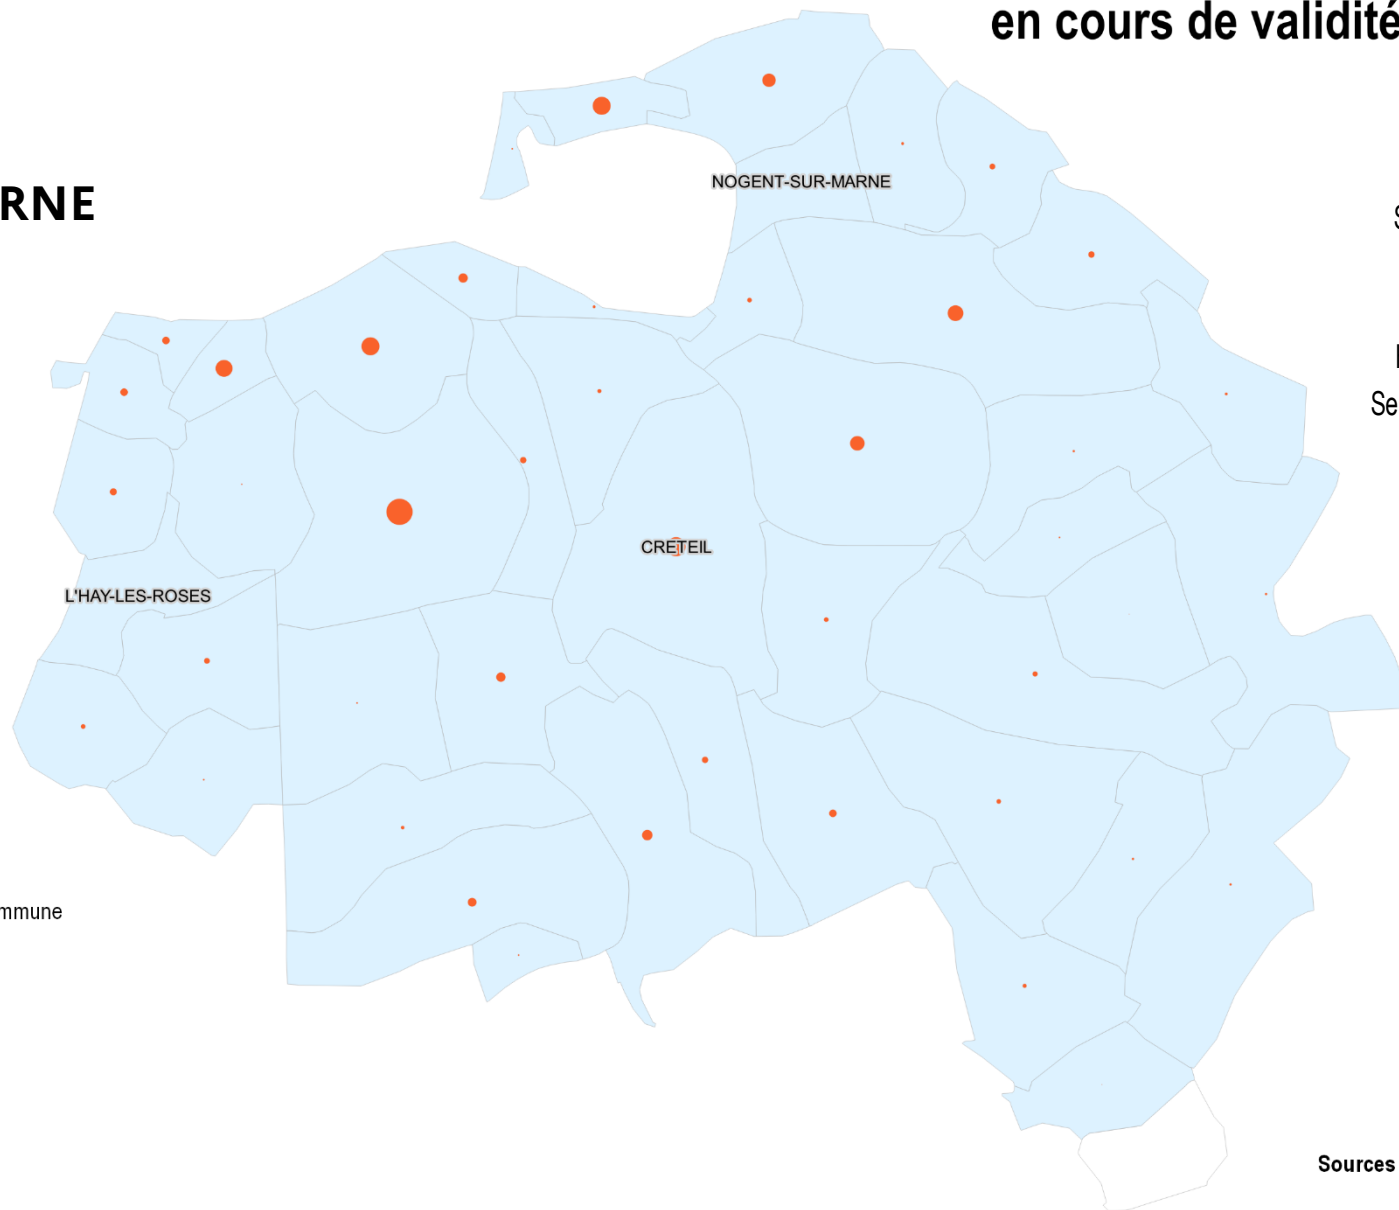 en cours de validité
RNE
NOGENT-SUR-MARNE
S
Se
CRETEIL
L'HAY-LES-ROSES
mmune
Sources